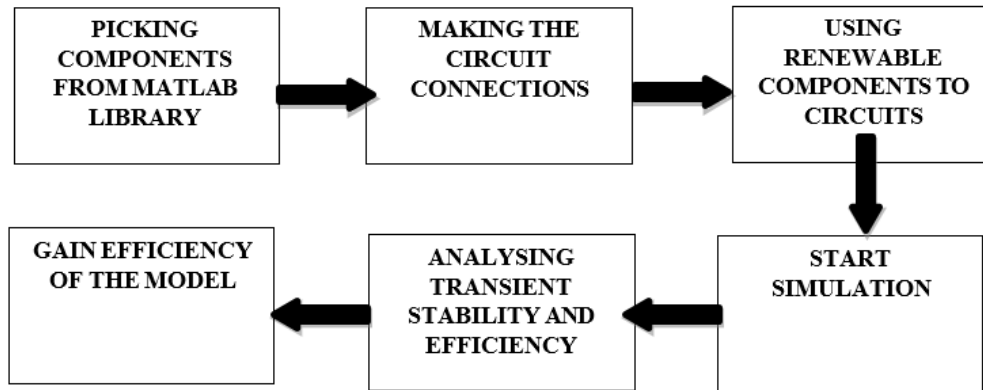 PICKING
COMPONENTS
FROM MATLAB
LIBRARY
MAKING THE
CIRCUIT
CONNECTIONS
USING
RENEWABLE
COMPONENTS TO
CIRCUITS
START
SIMULATION
ANALYSING
TRANSIENT
STABILITY AND
EFFICIENCY
GAIN EFFICIENCY
OF THE MODEL